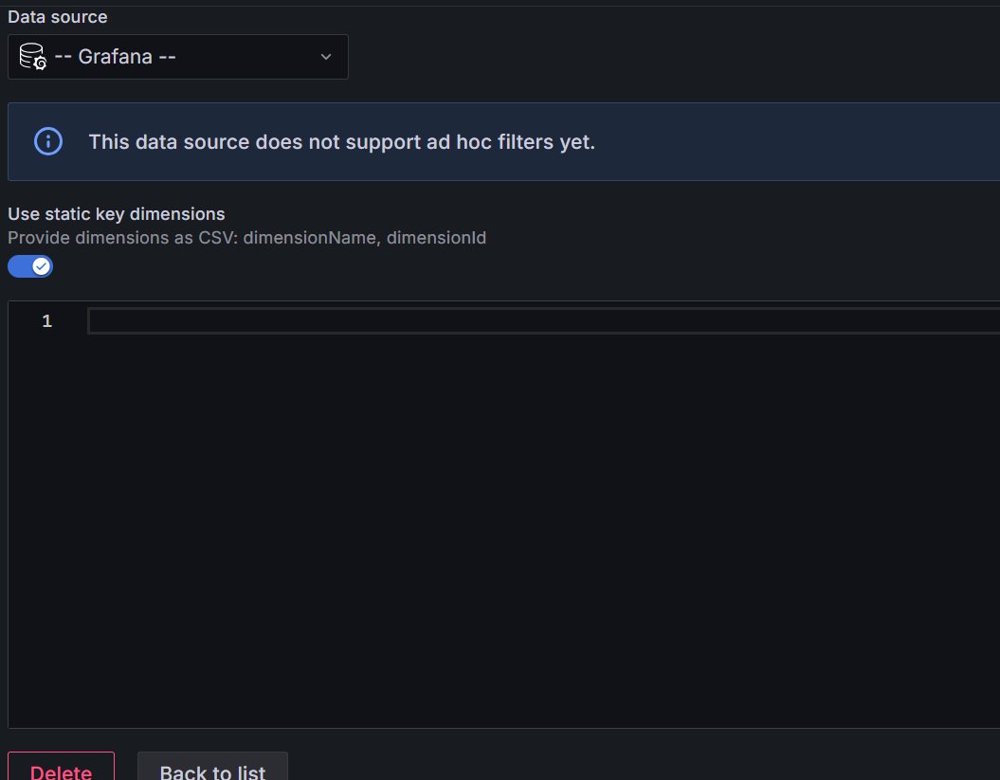 Data source
-- Grafana --
This data source does not support ad hoc filters yet.
Use static key dimensions
Provide dimensions as CSV: dimensionName, dimensionId
1
Delete
Back to list